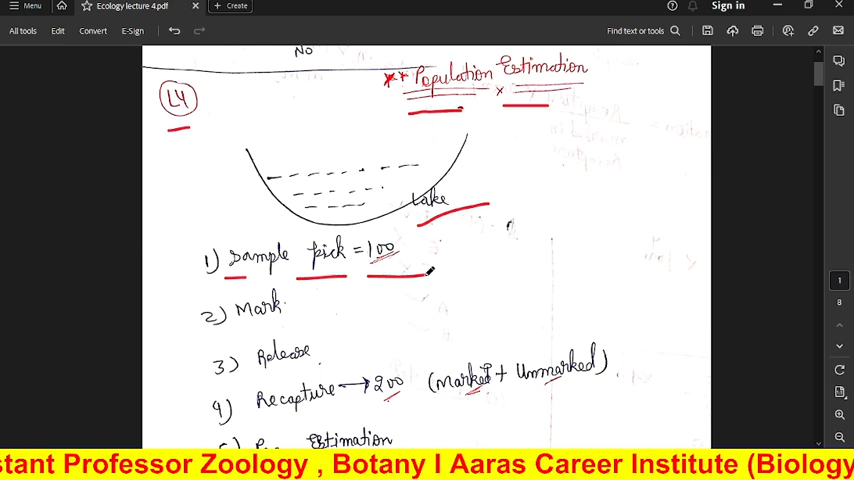 Menu
Ecology lecture 4.pdf
Create
Sign in
All tools Edit Convert E-Sign
Find text or tools
No
Population Estimation
L4
Lake
1) Sample pick = 100
2) Mark
3) Release
4) Recapture → 200 (Marked + Unmarked)
Estimation
1
8
stant Professor Zoology , Botany I Aaras Career Institute (Biology